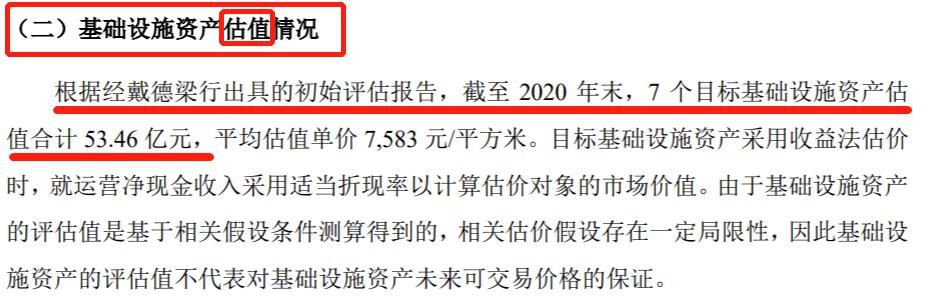 （二）基础设施资产估值情况
根据经戴德梁行出具的初始评估报告，截至 2020 年末，7 个目标基础设施资产估
值合计 53.46 亿元，平均估值单价 7,583 元/平方米。目标基础设施资产采用收益法估价
时，就运营净现金收入采用适当折现率以计算估价对象的市场价值。由于基础设施资产
的评估值是基于相关假设条件测算得到的，相关估价假设存在一定局限性，因此基础设
施资产的评估值不代表对基础设施资产未来可交易价格的保证。